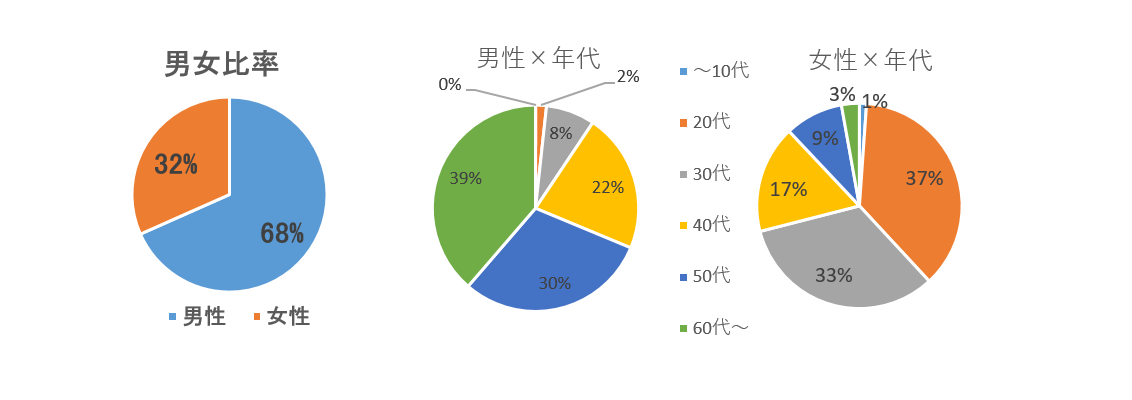 男女比率
32%
68%
男性 女性
男性×年代
0%
2%
8%
22%
30%
39%
～10代
20代
30代
40代
50代
60代～
女性×年代
3%
1%
9%
37%
17%
33%